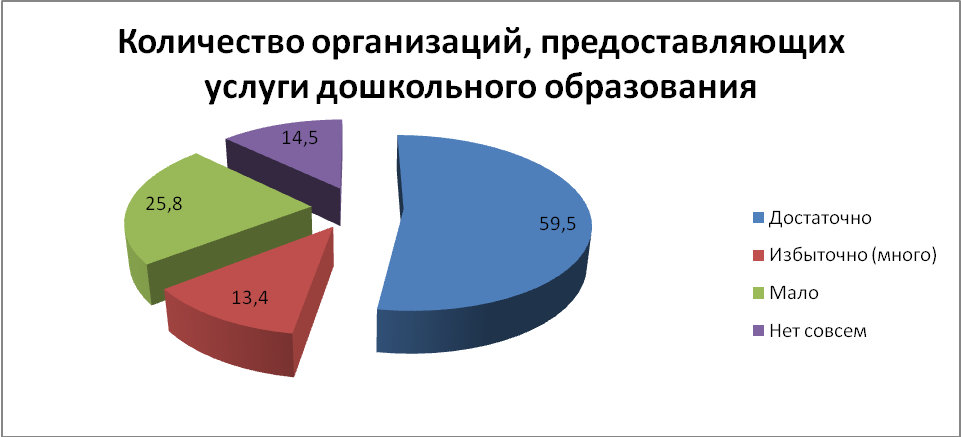 Количество организаций, предоставляющих
услуги дошкольного образования
14,5
25,8
59,5
13,4
Достаточно
Избыточно (много)
Мало
Нет совсем